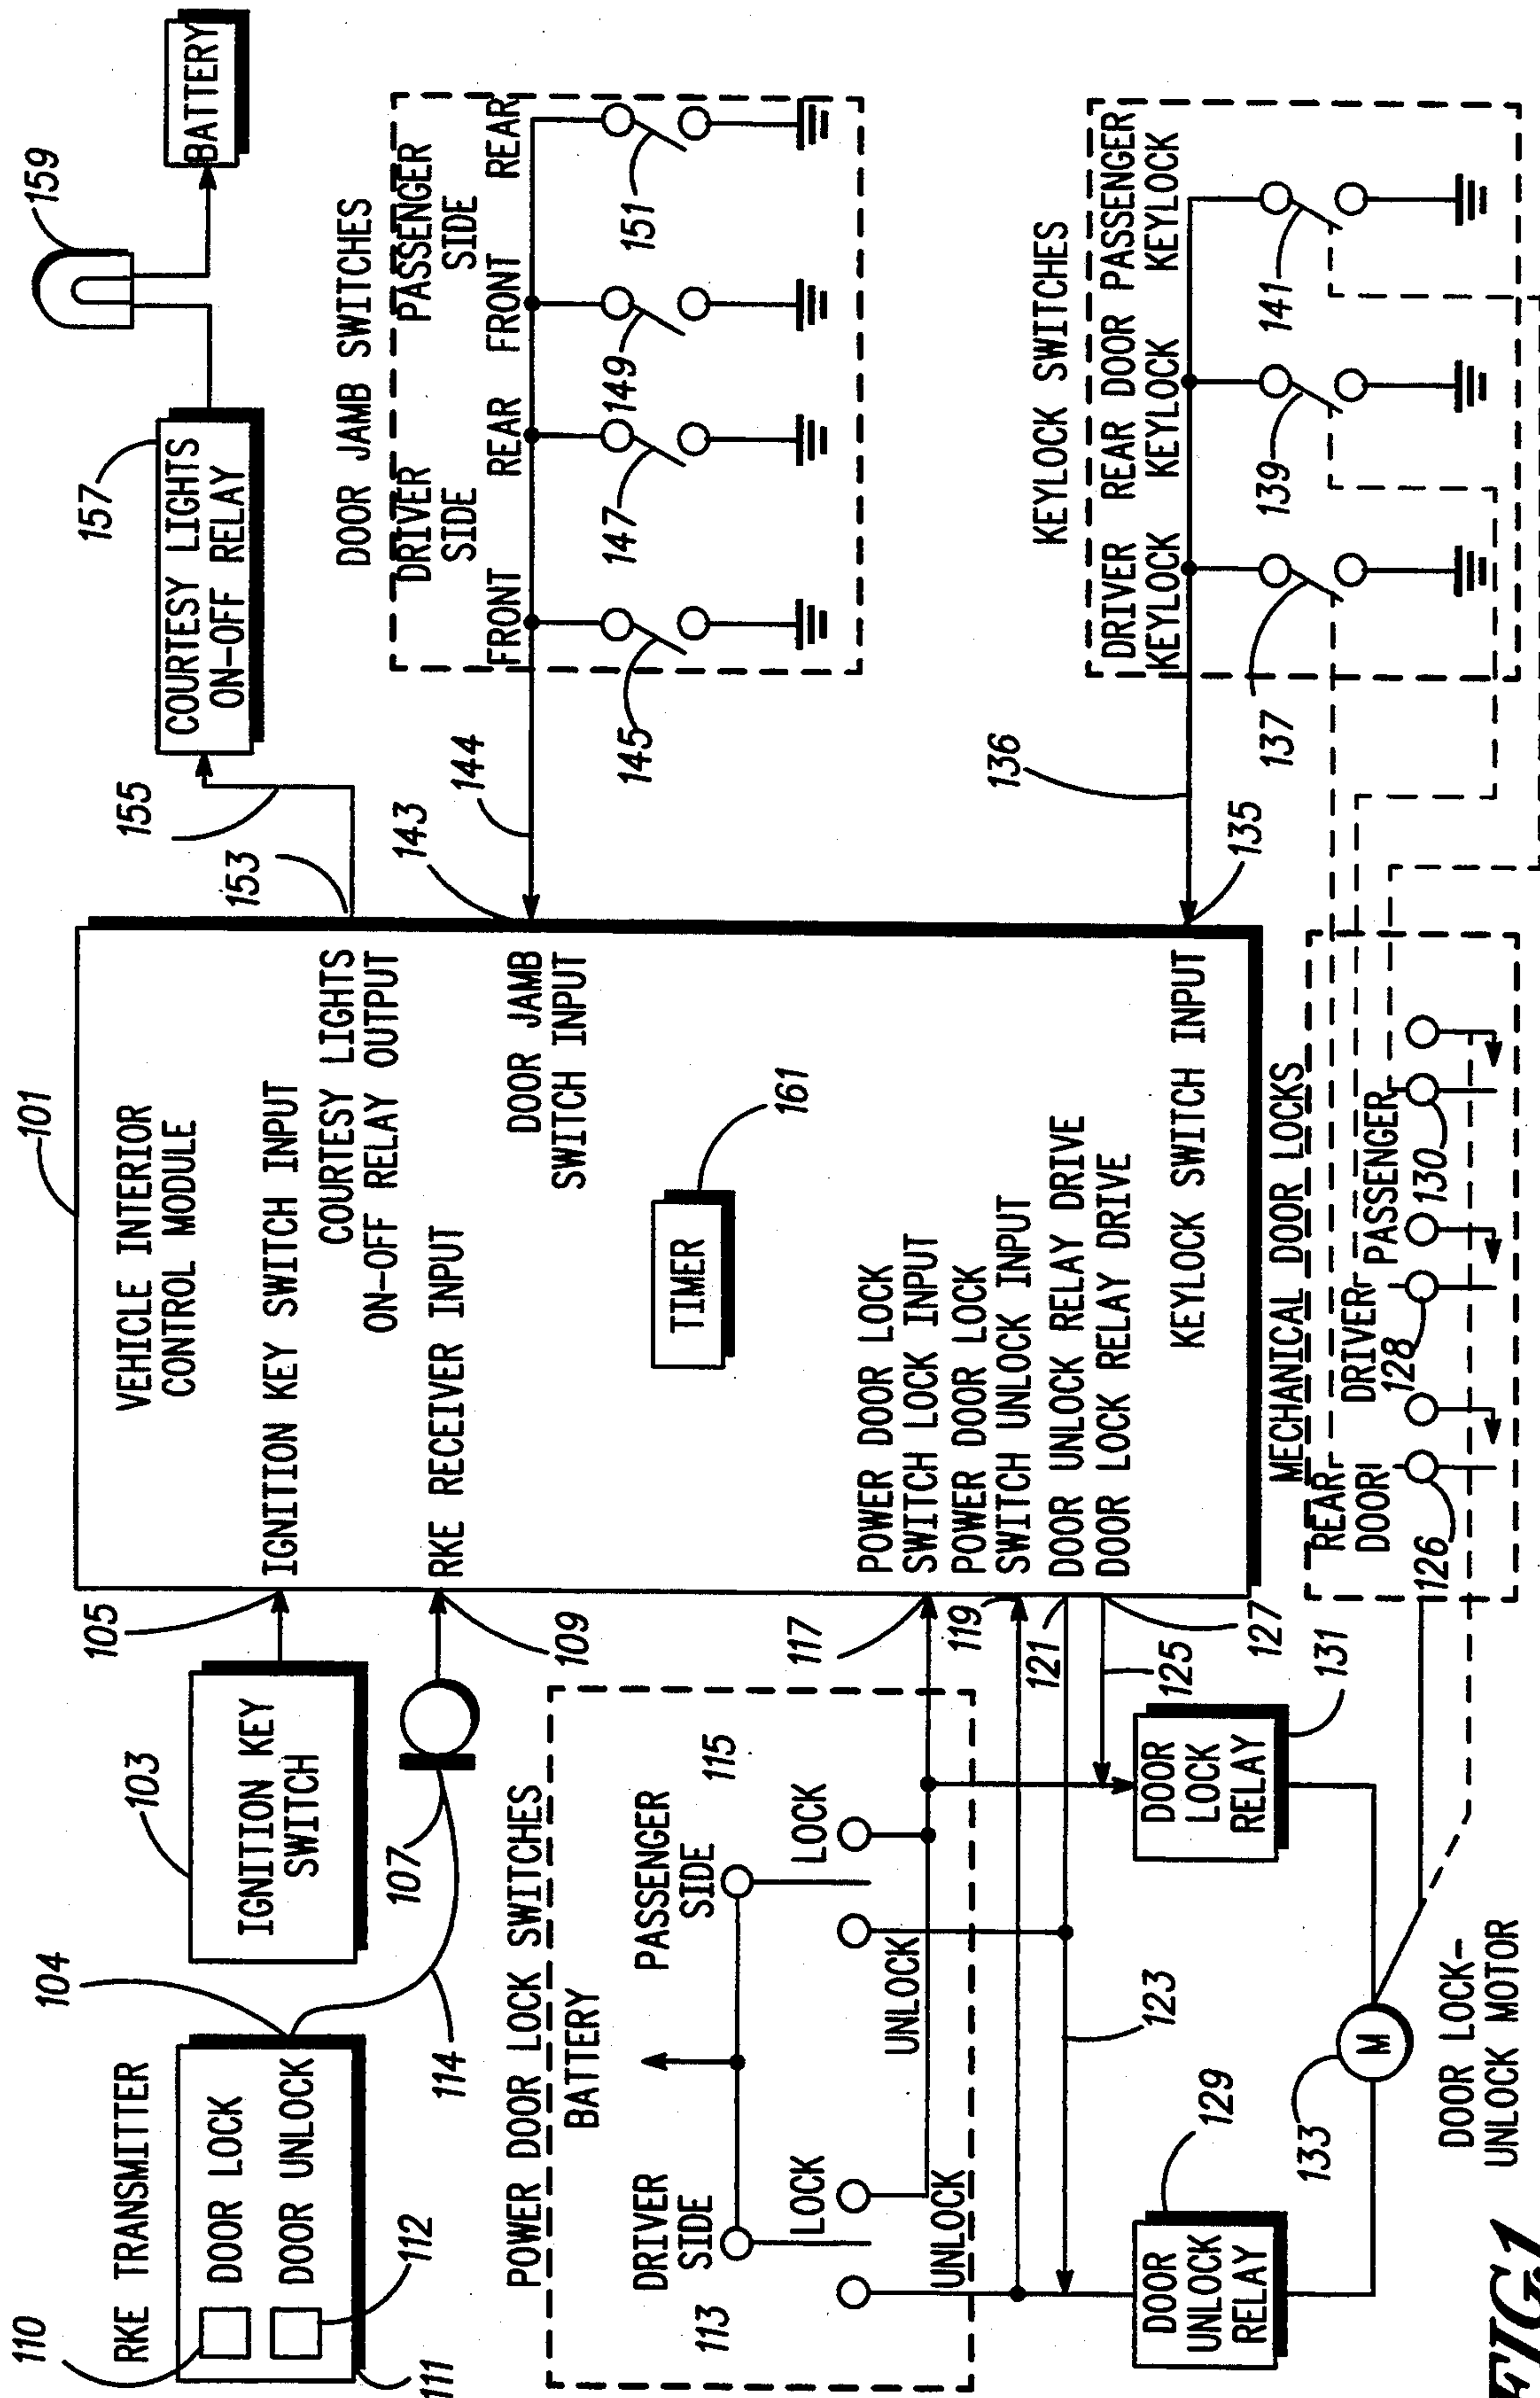 RKE TRANSMITTER
110
DOOR LOCK
DOOR UNLOCK
112
111
104
114
103
IGNITION KEY
SWITCH
107
105
109
101
VEHICLE INTERIOR
CONTROL MODULE
IGNITION KEY SWITCH INPUT
COURTESY LIGHTS
ON-OFF RELAY OUTPUT
RKE RECEIVER INPUT
DOOR JAMB
SWITCH INPUT
TIMER
161
POWER DOOR LOCK
SWITCH LOCK INPUT
POWER DOOR LOCK
SWITCH UNLOCK INPUT
DOOR UNLOCK RELAY DRIVE
DOOR LOCK RELAY DRIVE
KEYLOCK SWITCH INPUT
153
155
157
COURTESY LIGHTS
ON-OFF RELAY
159
BATTERY
143
144
DOOR JAMB SWITCHES
DRIVER
SIDE
PASSENGER
SIDE
FRONT
REAR
FRONT
REAR
145
147
149
151
136
135
KEYLOCK SWITCHES
DRIVER
KEYLOCK
REAR DOOR
KEYLOCK
PASSENGER
KEYLOCK
137
139
141
POWER DOOR LOCK SWITCHES
BATTERY
DRIVER
SIDE
PASSENGER
SIDE
113
115
LOCK
UNLOCK
LOCK
UNLOCK
117
119
121
123
125
127
129
DOOR
UNLOCK
RELAY
131
DOOR
LOCK
RELAY
133
M
DOOR LOCK-
UNLOCK MOTOR
MECHANICAL DOOR LOCKS
REAR
DOOR
DRIVER
PASSENGER
126
128
130
FIG.1